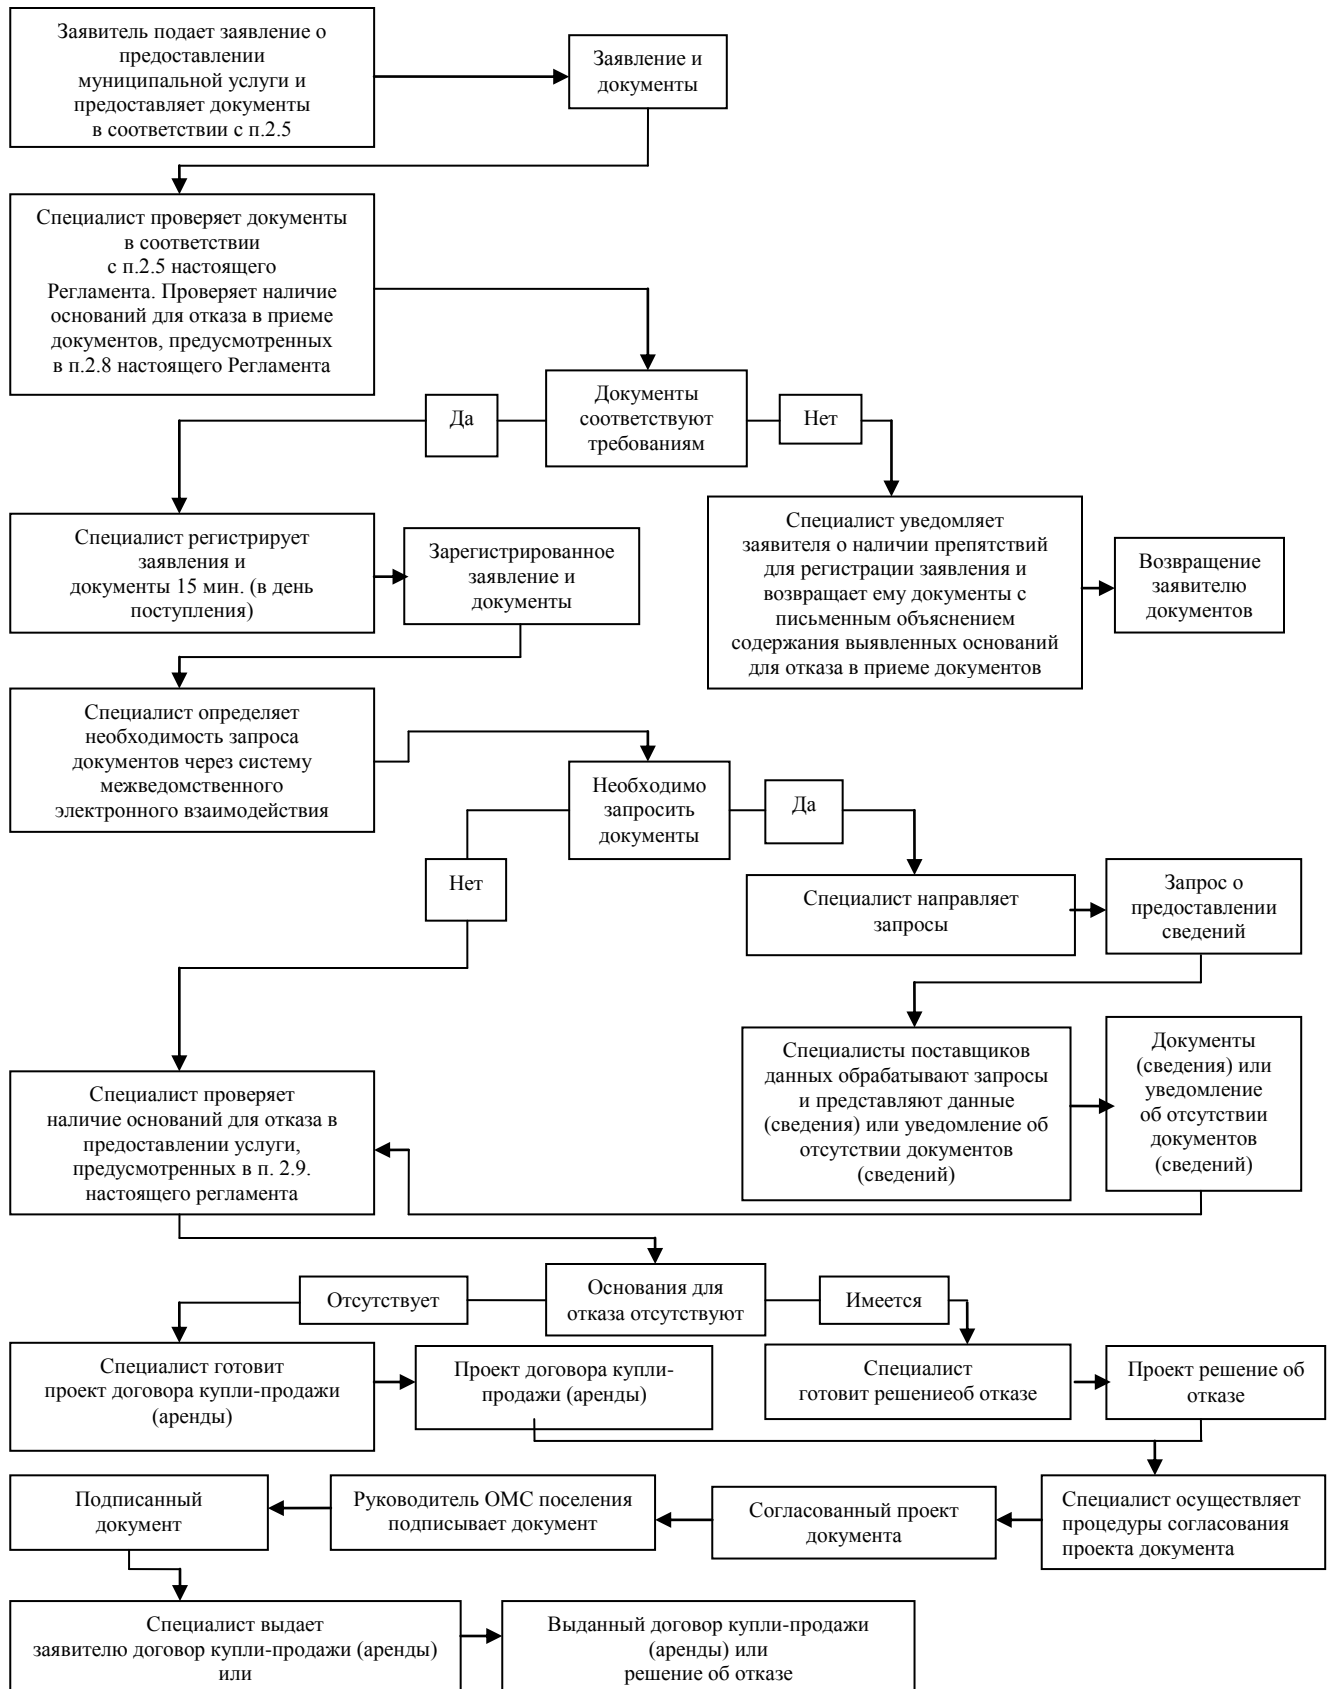 Заявитель подает заявление о
предоставлении
муниципальной услуги и
предоставляет документы
в соответствии с п.2.5
Заявление и
документы
Специалист проверяет документы
в соответствии
с п.2.5 настоящего
Регламента. Проверяет наличие
оснований для отказа в приеме
документов, предусмотренных
в п.2.8 настоящего Регламента
Документы
соответствуют
требованиям
Да
Нет
Специалист регистрирует
заявления и
документы 15 мин. (в день
поступления)
Зарегистрированное
заявление и
документы
Специалист уведомляет
заявителя о наличии препятствий
для регистрации заявления и
возвращает ему документы с
письменным объяснением
содержания выявленных оснований
для отказа в приеме документов
Возвращение
заявителю
документов
Специалист определяет
необходимость запроса
документов через систему
межведомственного
электронного взаимодействия
Необходимо
запросить
документы
Да
Нет
Специалист направляет
запросы
Запрос о
предоставлении
сведений
Специалисты поставщиков
данных обрабатывают запросы
и представляют данные
(сведения) или уведомление об
отсутствии документов
(сведений)
Документы
(сведения) или
уведомление
об отсутствии
документов
(сведений)
Специалист проверяет
наличие оснований для отказа в
предоставлении услуги,
предусмотренных в п. 2.9.
настоящего регламента
Основания для
отказа отсутствуют
Отсутствует
Имеется
Специалист готовит
проект договора купли-продажи
(аренды)
Проект договора купли-
продажи (аренды)
Специалист
готовит решениеоб отказе
Проект решение об
отказе
Специалист осуществляет
процедуры согласования
проекта документа
Согласованный проект
документа
Руководитель ОМС поселения
подписывает документ
Подписанный
документ
Специалист выдает
заявителю договор купли-продажи (аренды)
или
Выданный договор купли-продажи
(аренды) или
решение об отказе